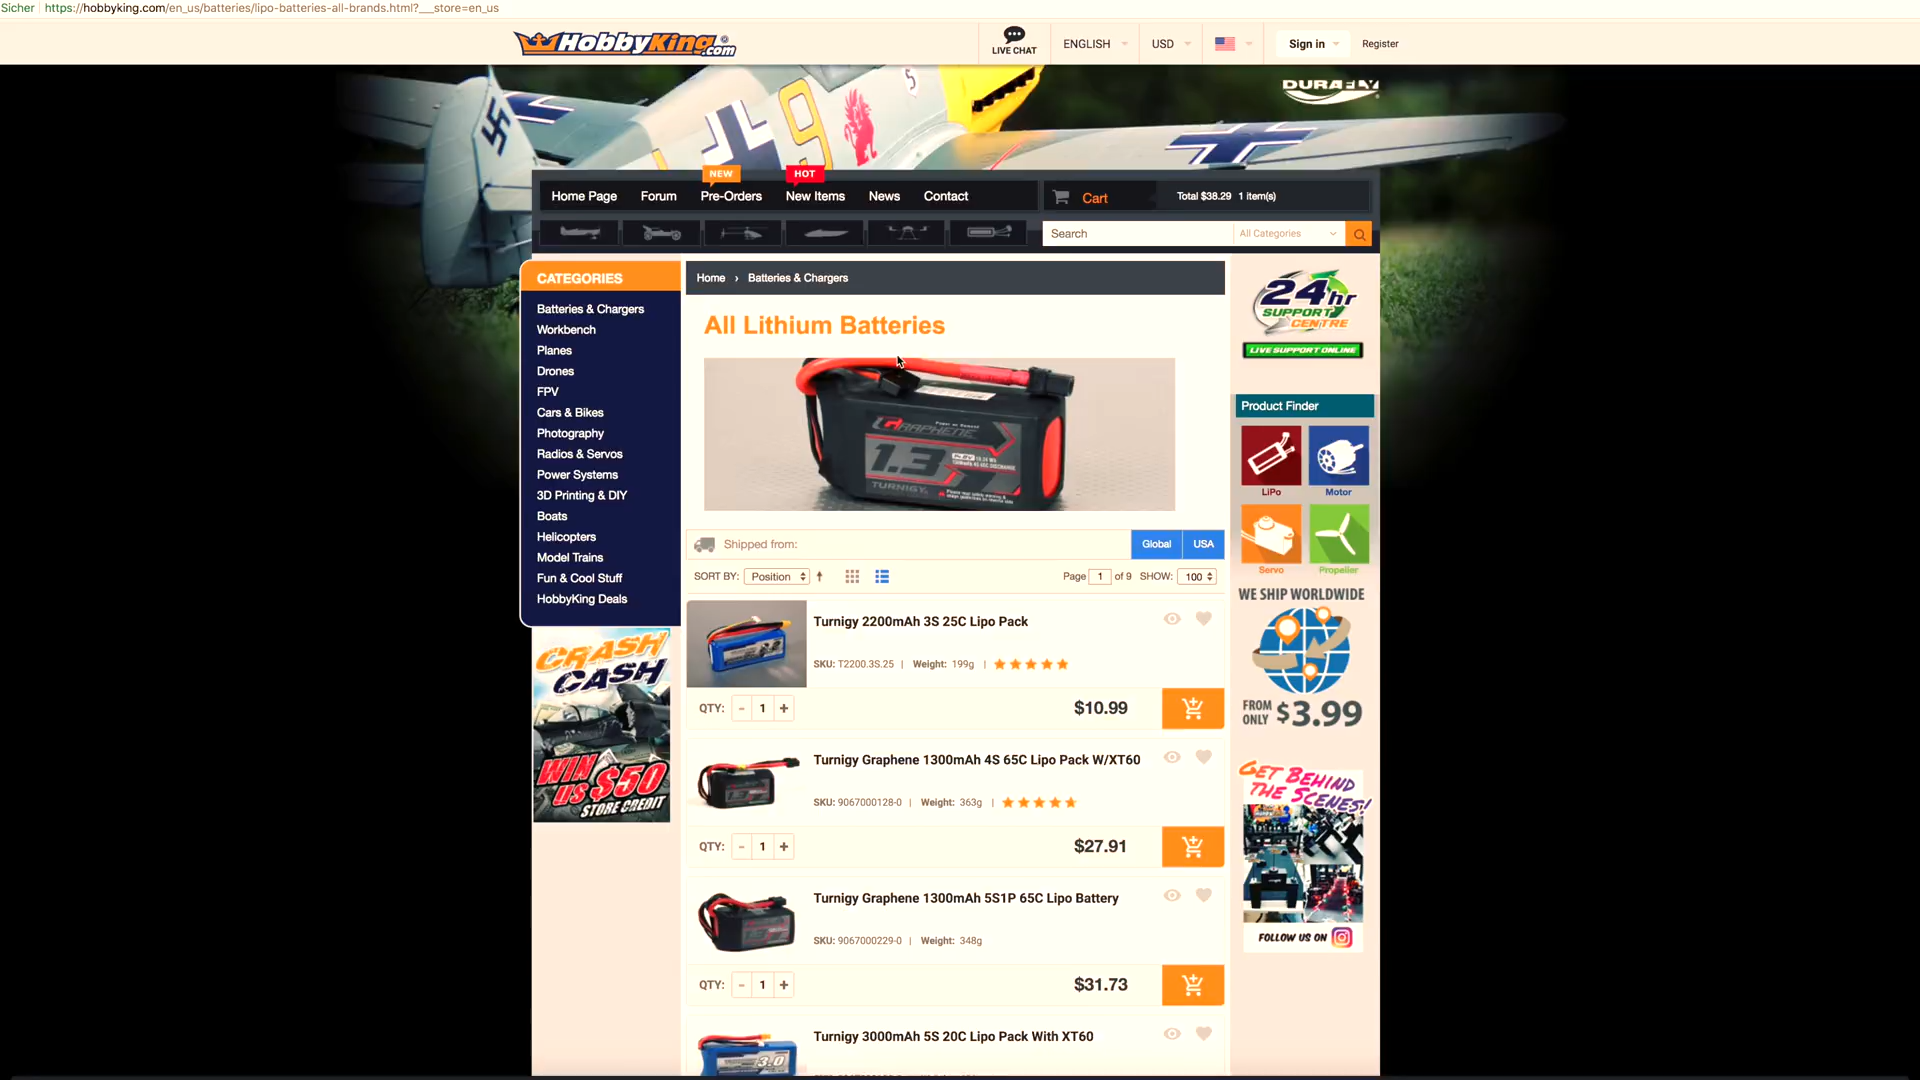 Sicher https://hobbyking.com/en_us/batteries/lipo-batteries-all-brands.html?___store=en_us
HobbyKing.com
LIVE CHAT
ENGLISH
USD
Sign in
Register
DURAFLY
5
9
NEW
HOT
Home Page
Forum
Pre-Orders
New Items
News
Contact
Cart
Total $38.29 1 item(s)
Search
All Categories
CATEGORIES
Batteries & Chargers
Workbench
Planes
Drones
FPV
Cars & Bikes
Photography
Radios & Servos
Power Systems
3D Printing & DIY
Boats
Helicopters
Model Trains
Fun & Cool Stuff
HobbyKing Deals
CRASH
CASH
WIN
US $50
STORE CREDIT
Home › Batteries & Chargers
All Lithium Batteries
GRAPHENE
1.3
TURNIGY
Shipped from:
Global
USA
SORT BY: Position
Page 1 of 9 SHOW: 100
Turnigy 2200mAh 3S 25C Lipo Pack
SKU: T2200.3S.25 | Weight: 199g |
QTY: - 1 +
$10.99
Turnigy Graphene 1300mAh 4S 65C Lipo Pack W/XT60
SKU: 9067000128-0 | Weight: 363g |
QTY: - 1 +
$27.91
1.3
Turnigy Graphene 1300mAh 5S1P 65C Lipo Battery
SKU: 9067000229-0 | Weight: 348g
QTY: - 1 +
$31.73
Turnigy 3000mAh 5S 20C Lipo Pack With XT60
3.0
24hr
SUPPORT
CENTRE
LIVE SUPPORT ONLINE
Product Finder
LiPo
Motor
Servo
Propeller
WE SHIP WORLDWIDE
FROM
ONLY $3.99
GET BEHIND
THE SCENES!
FOLLOW US ON